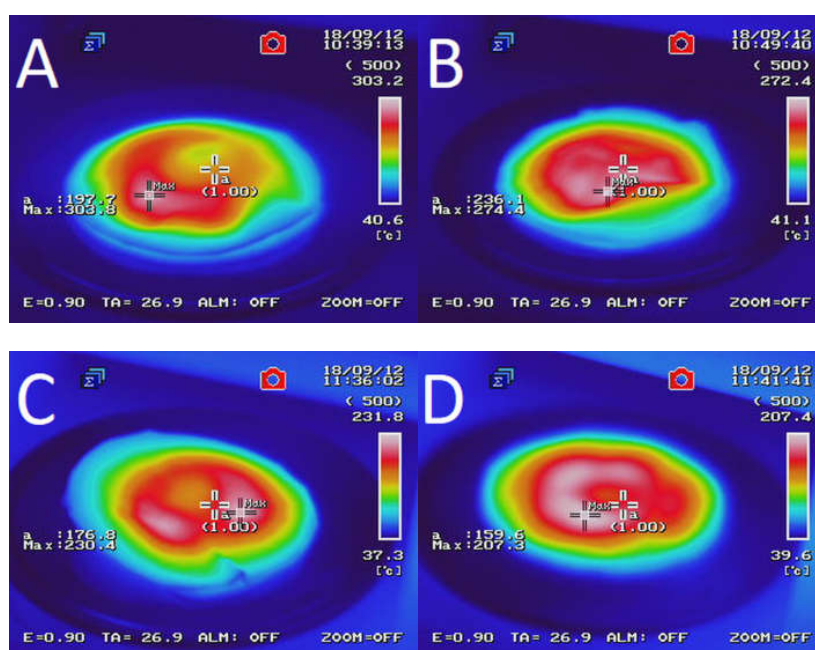 A
18/09/12
10:39:13
( 500)
303.2
a :197.7
Max:303.8
Max
a
(1.00)
40.6
[℃]
E=0.90 TA= 26.9 ALM: OFF ZOOM=OFF
B
18/09/12
10:49:40
( 500)
272.4
a :236.1
Max:274.4
Max
a
(1.00)
41.1
[℃]
E=0.90 TA= 26.9 ALM: OFF ZOOM=OFF
C
18/09/12
11:36:02
( 500)
231.8
a :176.8
Max:230.4
Max
a
(1.00)
37.3
[℃]
E=0.90 TA= 26.9 ALM: OFF ZOOM=OFF
D
18/09/12
11:41:41
( 500)
207.4
a :159.6
Max:207.3
Max
a
(1.00)
39.6
[℃]
E=0.90 TA= 26.9 ALM: OFF ZOOM=OFF